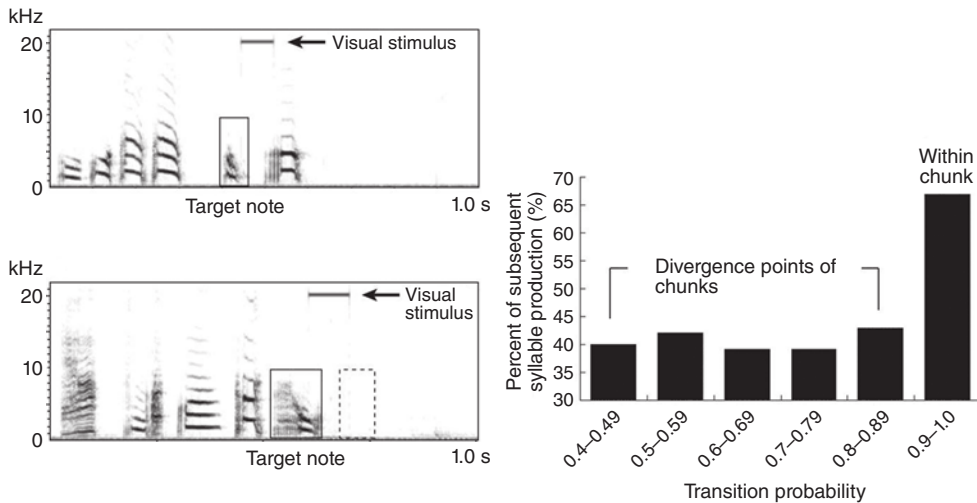 kHz
20
10
0
Visual stimulus
Target note
1.0 s
kHz
20
10
0
Visual
stimulus
Target note
1.0 s
Percent of subsequent
syllable production (%)
70
65
60
55
50
45
40
35
30
Within
chunk
Divergence points of
chunks
0.4–0.49
0.5–0.59
0.6–0.69
0.7–0.79
0.8–0.89
0.9–1.0
Transition probability